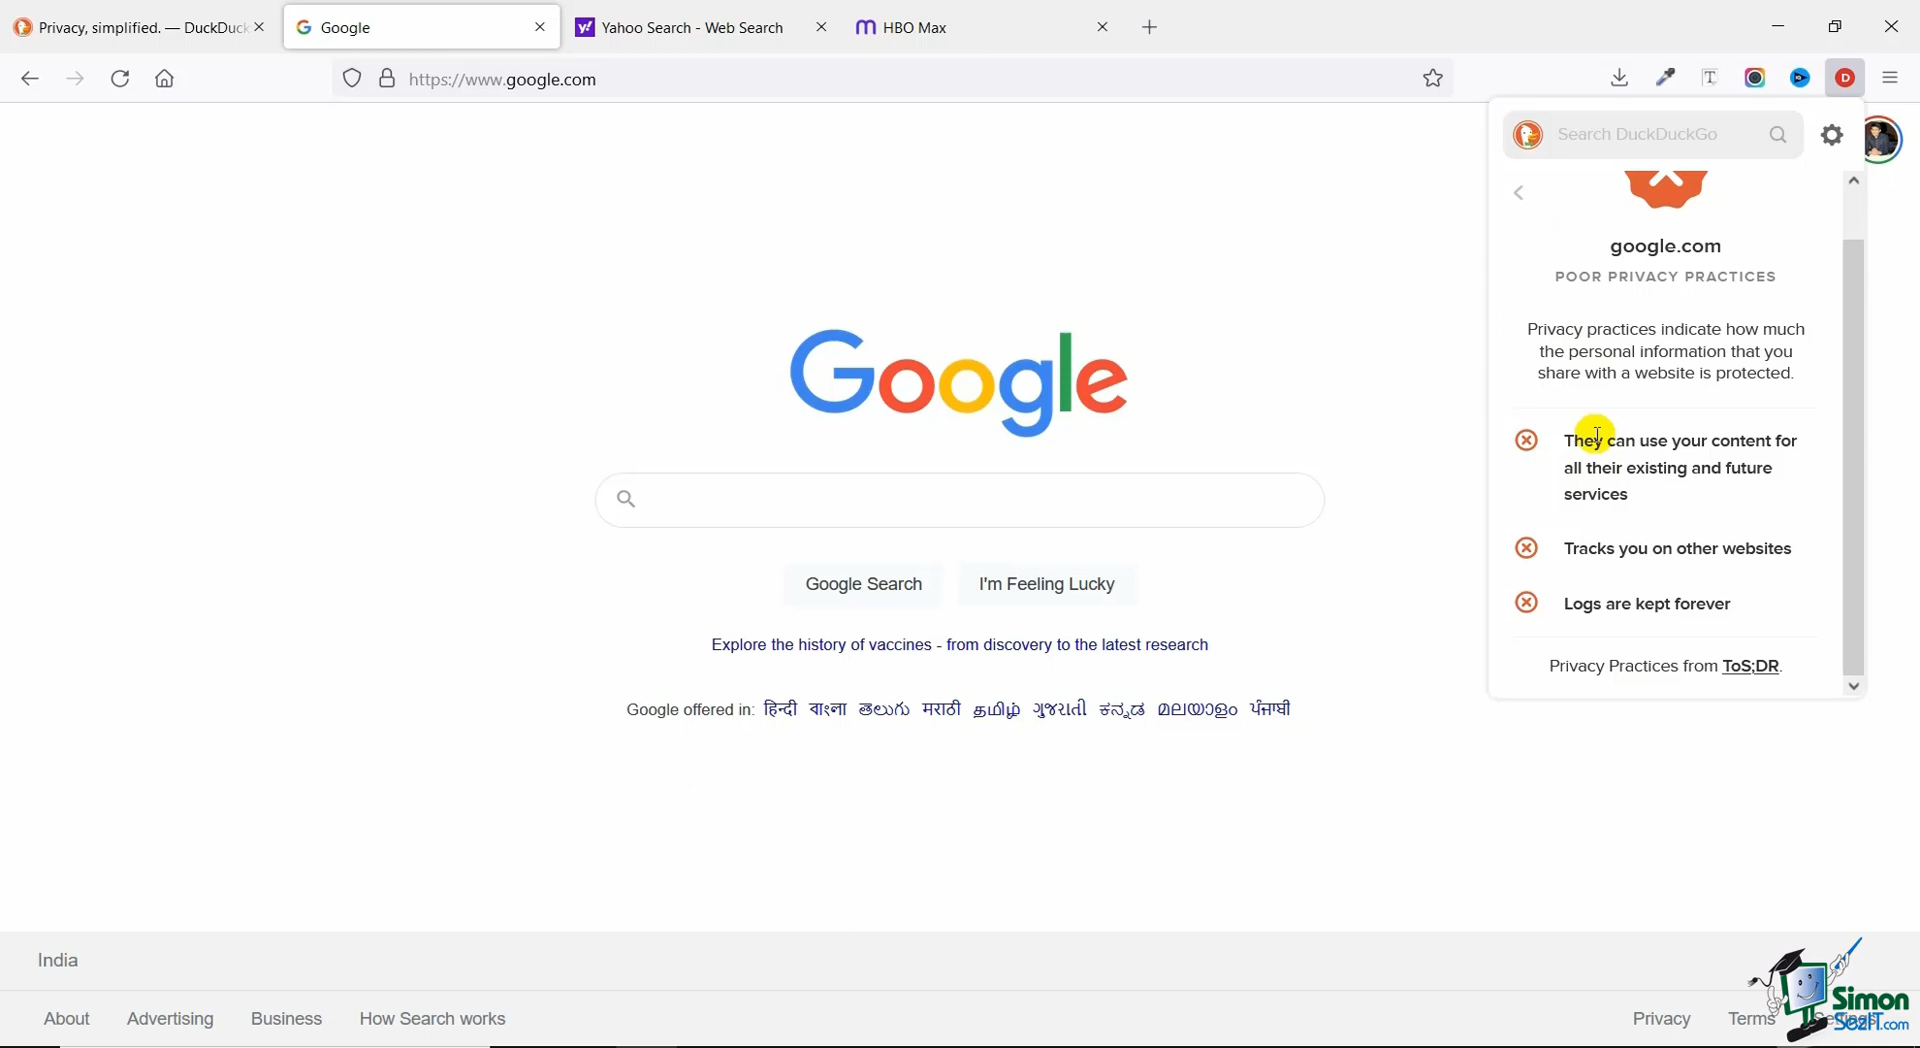 Privacy, simplified. — DuckDuck
Google
Yahoo Search - Web Search
HBO Max
https://www.google.com
D
Search DuckDuckGo
google.com
POOR PRIVACY PRACTICES
Privacy practices indicate how much
the personal information that you
share with a website is protected.
They can use your content for
all their existing and future
services
Tracks you on other websites
Logs are kept forever
Privacy Practices from ToS;DR.
Google
Google Search
I'm Feeling Lucky
Explore the history of vaccines - from discovery to the latest research
Google offered in: हिन्दी বাংলা తెలుగు मराठी தமிழ் ગુજરાતી ಕನ್ನಡ മലയാളം ਪੰਜਾਬੀ
India
About
Advertising
Business
How Search works
Privacy
Terms
Settings
Simon
SezIT.com